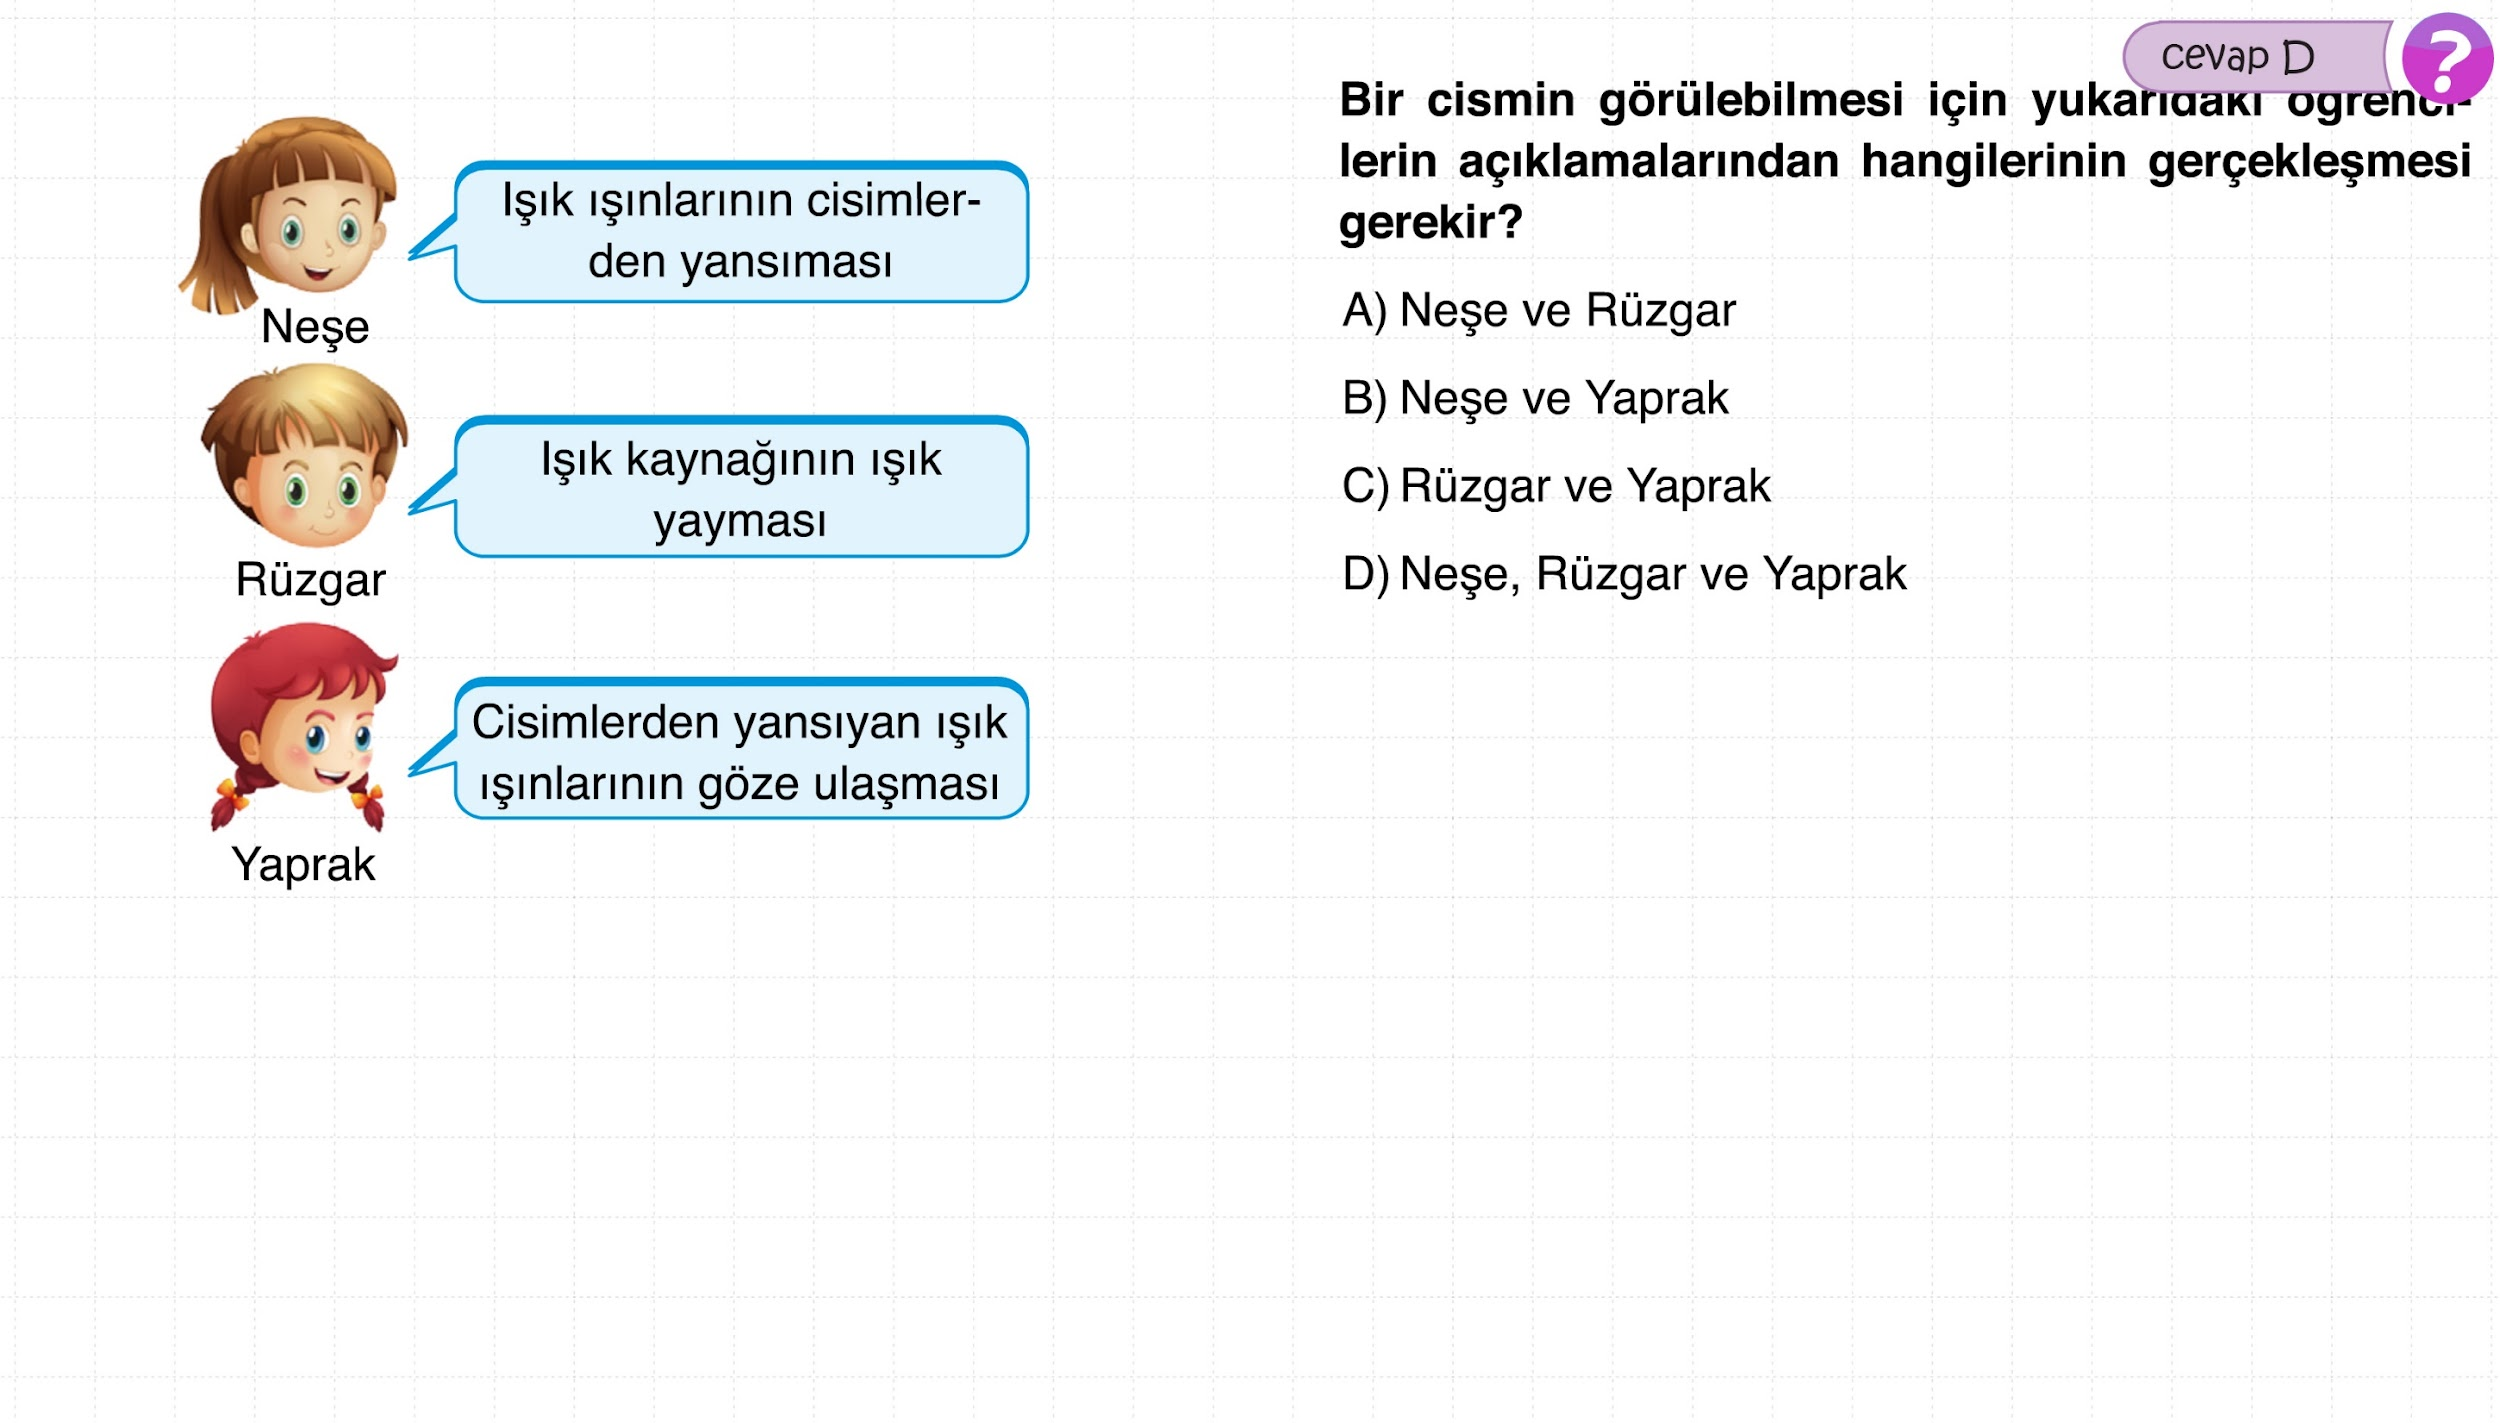 Işık ışınlarının cisimler-
den yansıması
Neşe
Işık kaynağının ışık
yayması
Rüzgar
Cisimlerden yansıyan ışık
ışınlarının göze ulaşması
Yaprak
cevap D
?
Bir cismin görülebilmesi için yukarıdaki öğrenci-
lerin açıklamalarından hangilerinin gerçekleşmesi
gerekir?
A) Neşe ve Rüzgar
B) Neşe ve Yaprak
C) Rüzgar ve Yaprak
D) Neşe, Rüzgar ve Yaprak